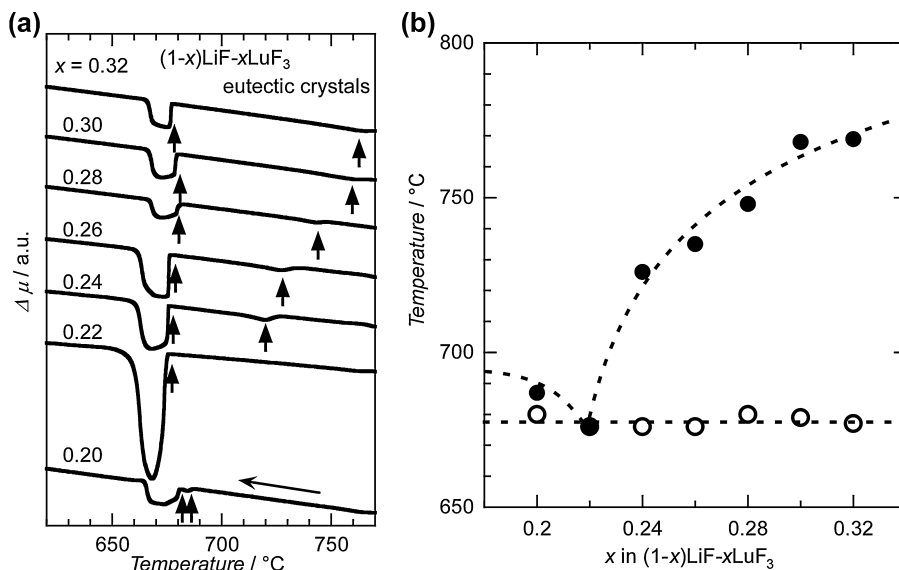 (a)
(1-x)LiF-xLuF3
eutectic crystals
x = 0.32
0.30
0.28
0.26
0.24
0.22
0.20
Δ μ / a.u.
650 700 750
Temperature / °C
(b)
800
750
700
650
Temperature / °C
0.2 0.24 0.28 0.32
x in (1-x)LiF-xLuF3